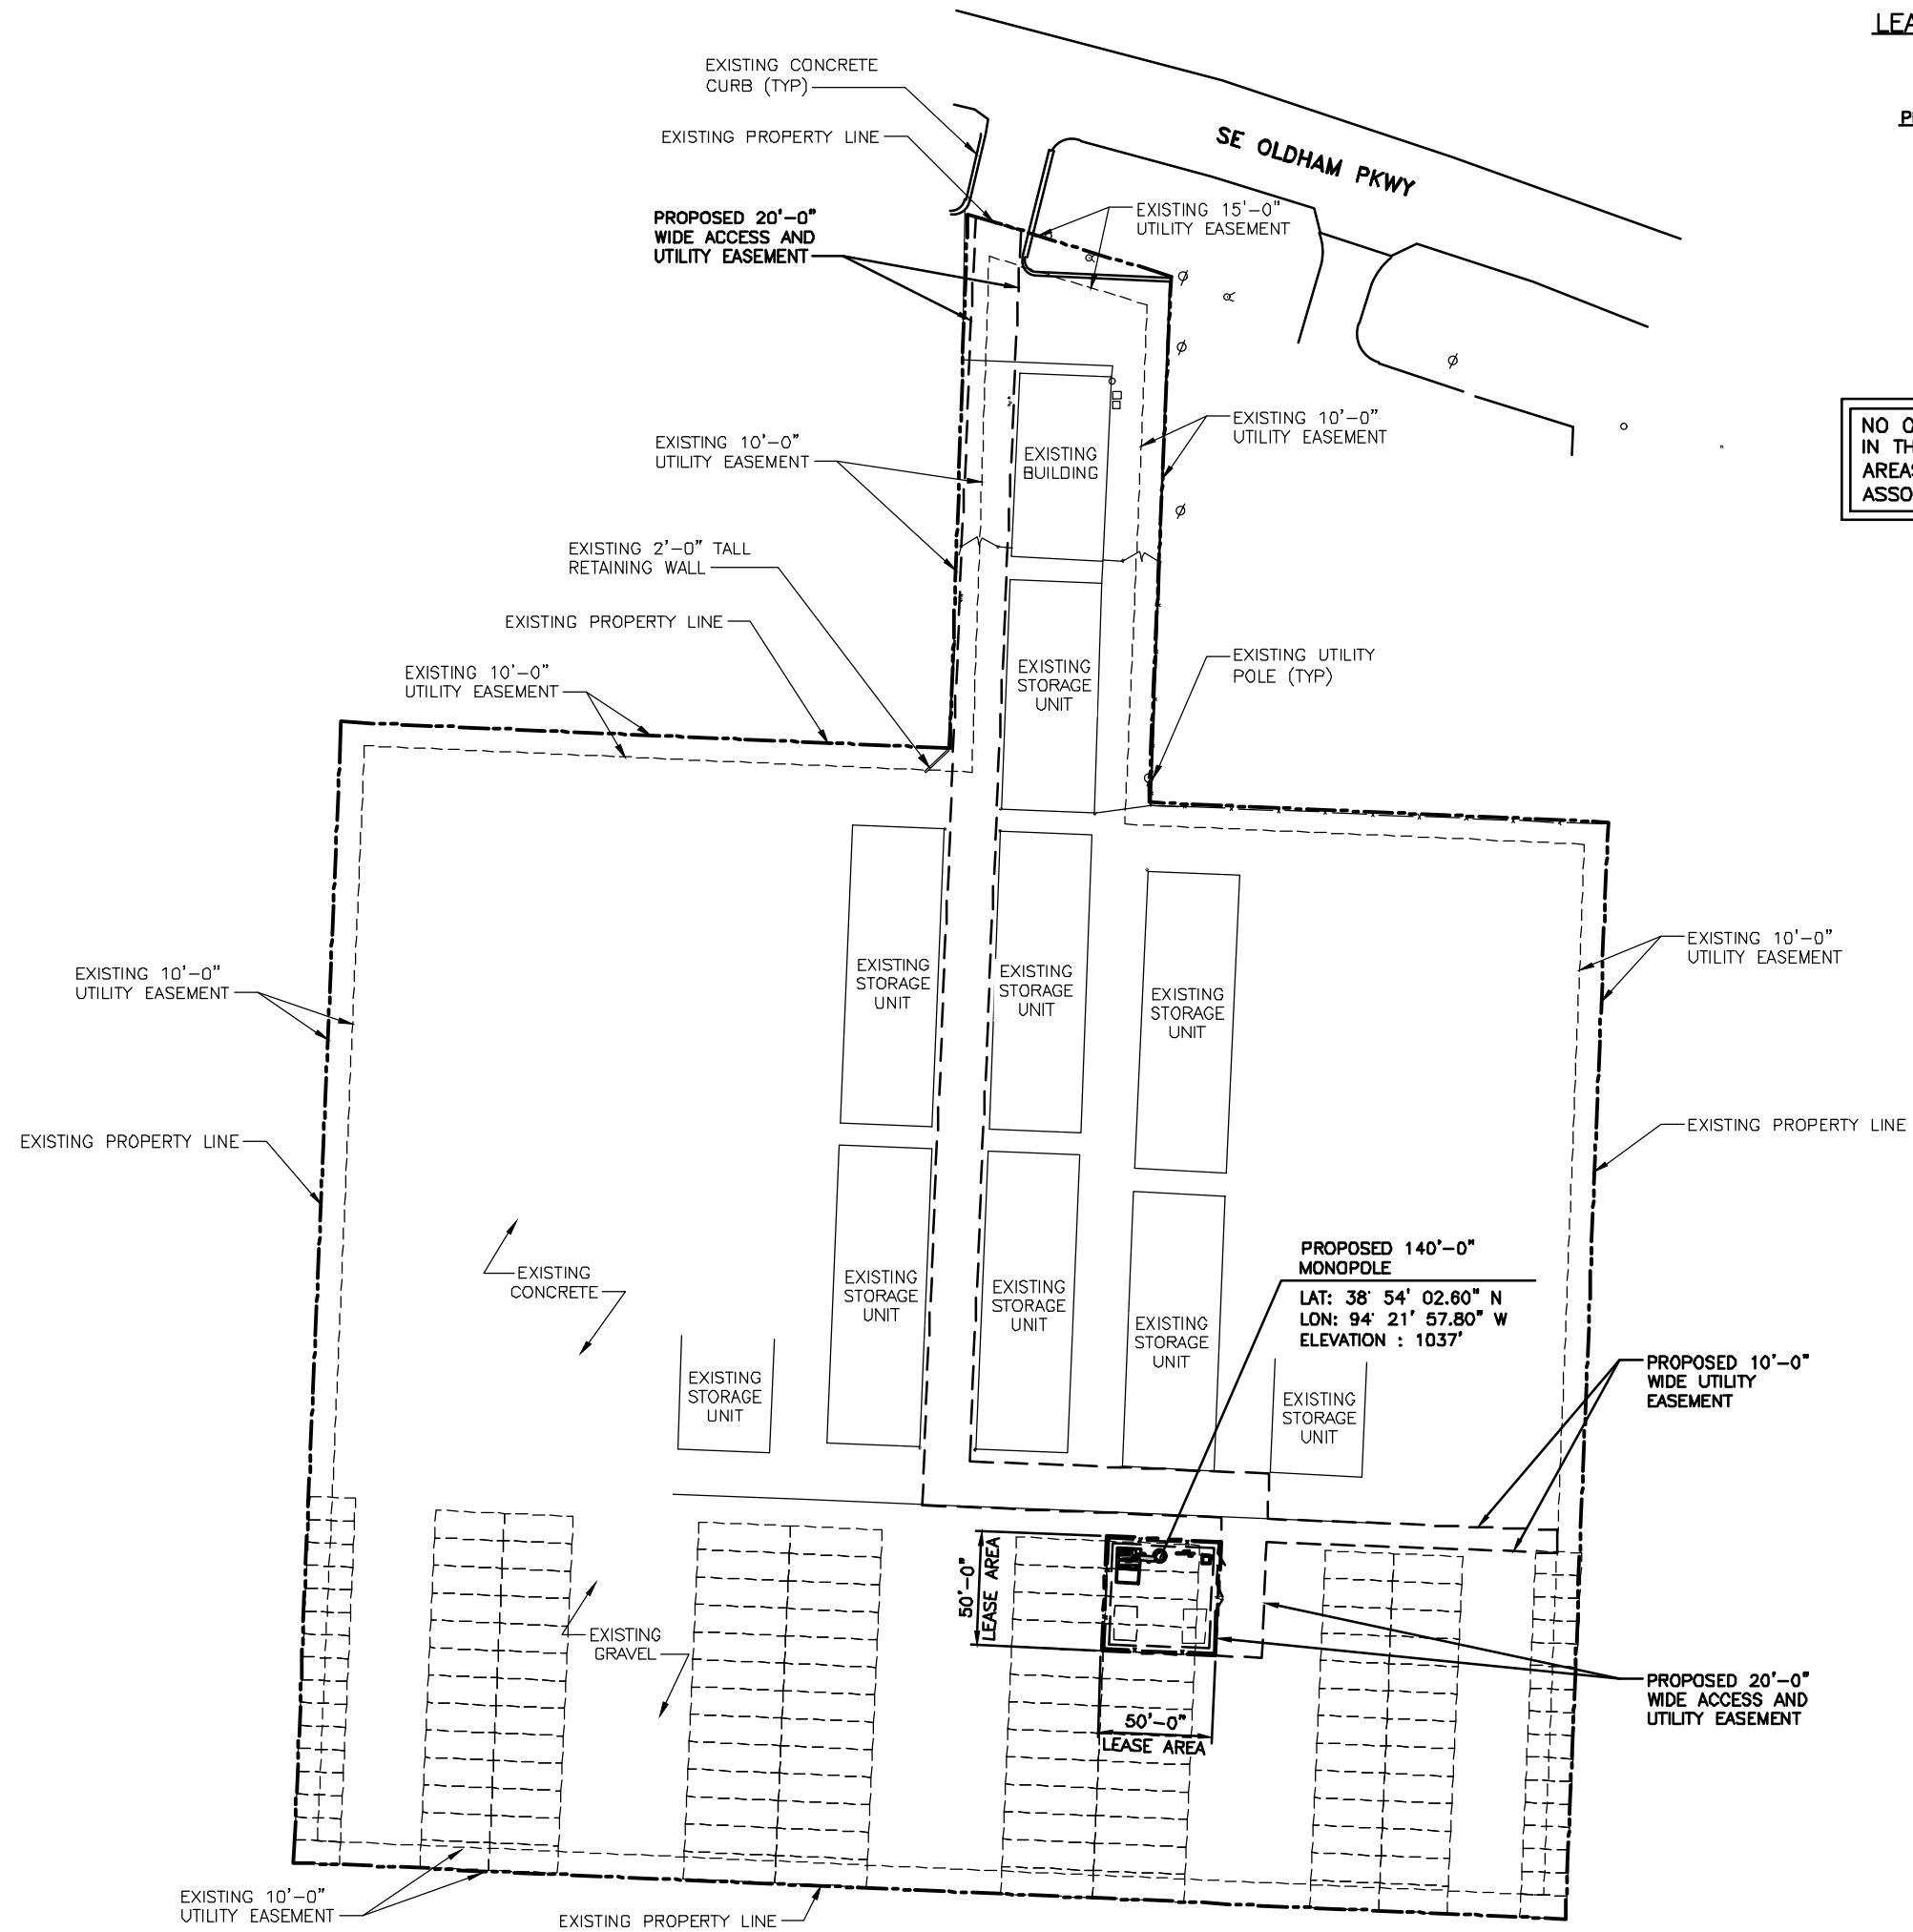 LEA
EXISTING CONCRETE
CURB (TYP)
P
EXISTING PROPERTY LINE
SE OLDHAM PKWY
PROPOSED 20'-0"
WIDE ACCESS AND
UTILITY EASEMENT
EXISTING 15'-0"
UTILITY EASEMENT
NO O
IN TH
AREAS
ASSO
EXISTING 10'-0"
UTILITY EASEMENT
EXISTING 10'-0"
UTILITY EASEMENT
EXISTING
BUILDING
EXISTING 2'-0" TALL
RETAINING WALL
EXISTING PROPERTY LINE
EXISTING 10'-0"
UTILITY EASEMENT
EXISTING
STORAGE
UNIT
EXISTING UTILITY
POLE (TYP)
EXISTING 10'-0"
UTILITY EASEMENT
EXISTING
STORAGE
UNIT
EXISTING
STORAGE
UNIT
EXISTING
STORAGE
UNIT
EXISTING 10'-0"
UTILITY EASEMENT
EXISTING PROPERTY LINE
EXISTING PROPERTY LINE
EXISTING
CONCRETE
EXISTING
STORAGE
UNIT
EXISTING
STORAGE
UNIT
EXISTING
STORAGE
UNIT
PROPOSED 140'-0"
MONOPOLE
LAT: 38° 54' 02.60" N
LON: 94° 21' 57.80" W
ELEVATION : 1037'
EXISTING
STORAGE
UNIT
EXISTING
STORAGE
UNIT
PROPOSED 10'-0"
WIDE UTILITY
EASEMENT
50'-0"
LEASE AREA
EXISTING
GRAVEL
50'-0"
LEASE AREA
PROPOSED 20'-0"
WIDE ACCESS AND
UTILITY EASEMENT
EXISTING 10'-0"
UTILITY EASEMENT
EXISTING PROPERTY LINE